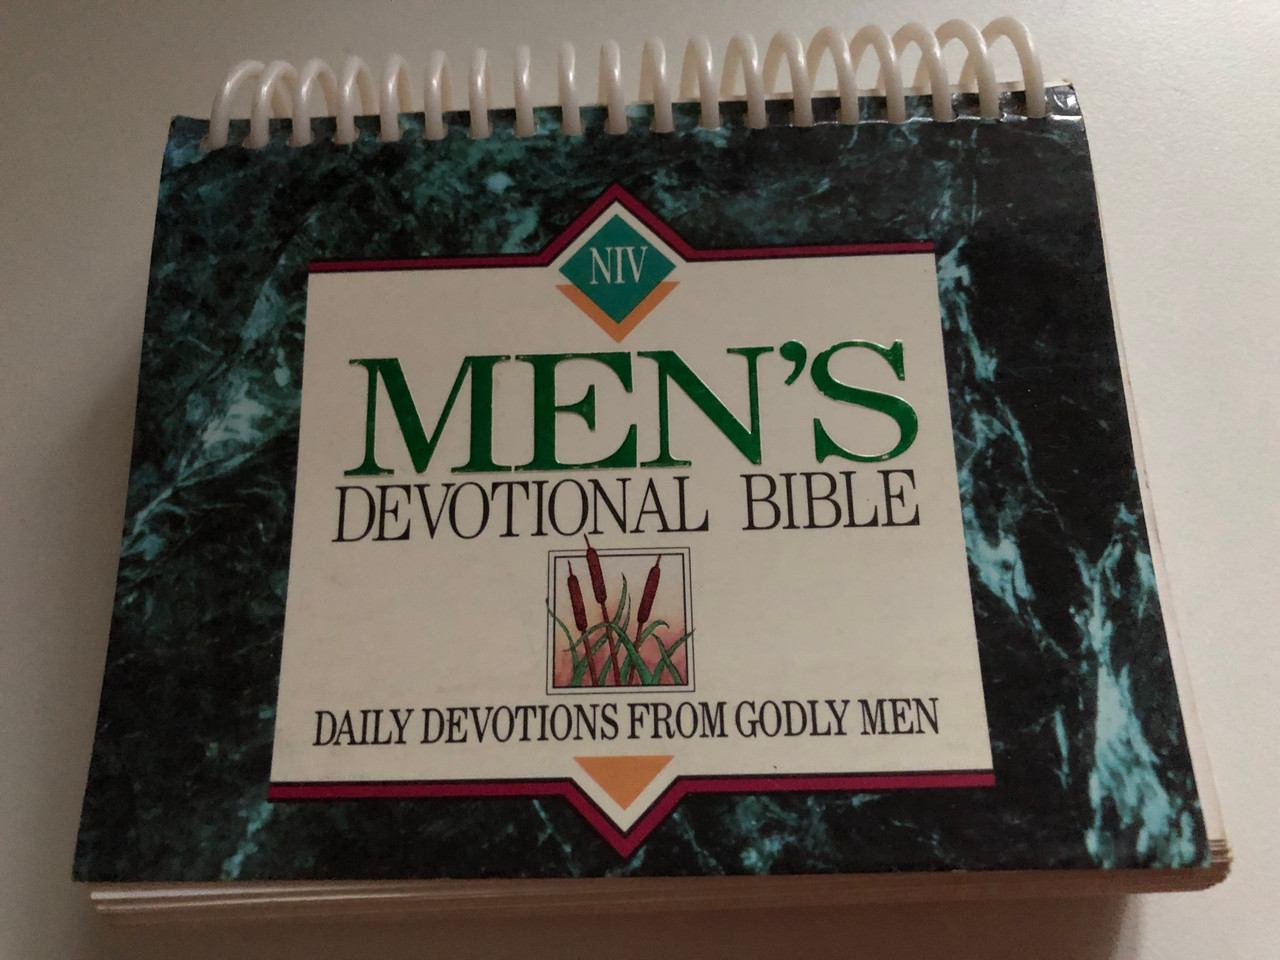 NIV
MEN'S
DEVOTIONAL BIBLE
DAILY DEVOTIONS FROM GODLY MEN